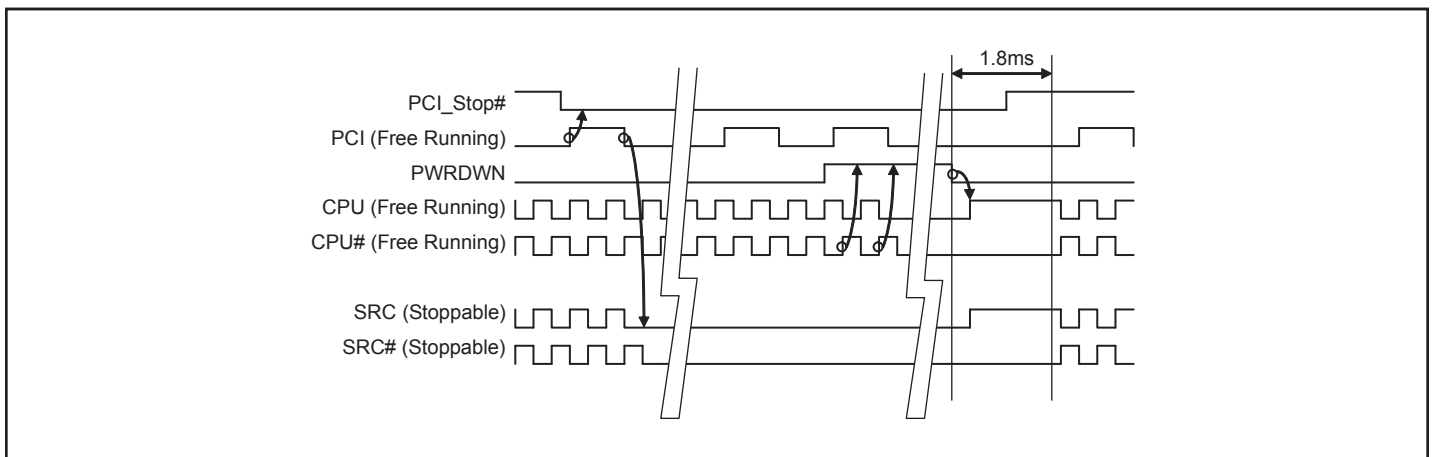 1.8ms
PCI_Stop#
PCI (Free Running)
PWRDWN
CPU (Free Running)
CPU# (Free Running)
SRC (Stoppable)
SRC# (Stoppable)